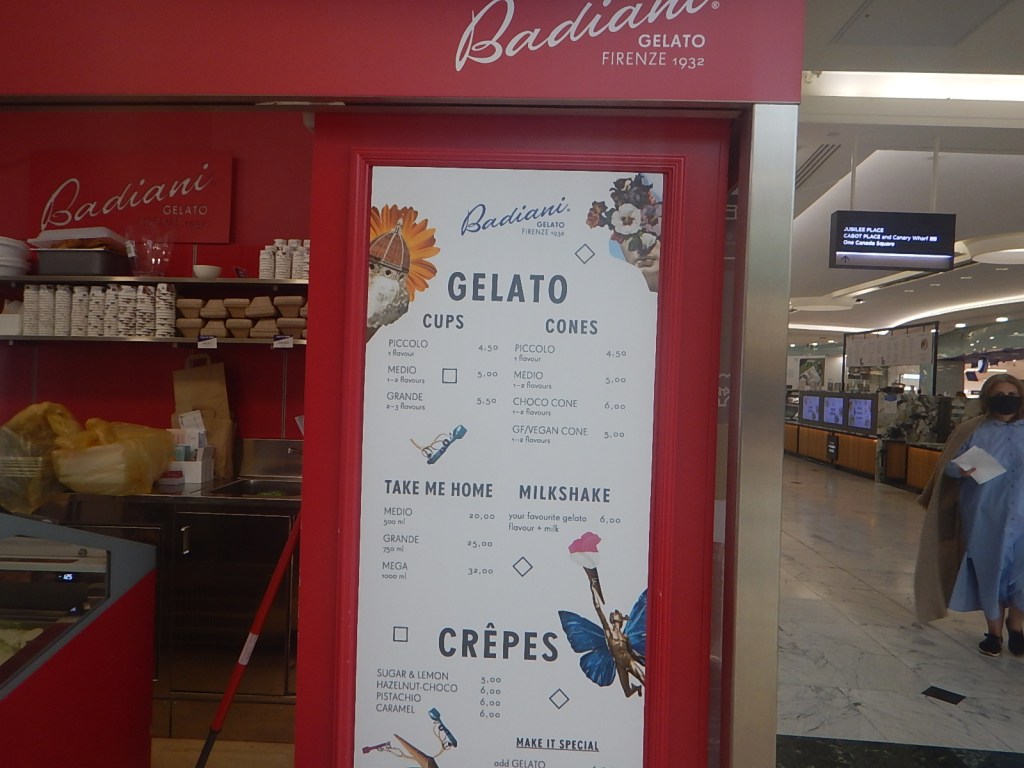 Badiani®
GELATO
FIRENZE 1932
Badiani
GELATO
Badiani
GELATO
FIRENZE 1932
GELATO
CUPS
PICCOLO 4,50
1 flavour
MEDIO 5,00
1-2 flavours
GRANDE 5,50
2-3 flavours
CONES
PICCOLO 4,50
1 flavour
MEDIO 5,00
1-2 flavours
CHOCO CONE 6,00
1-2 flavours
GF/VEGAN CONE 5,00
1-2 flavours
TAKE ME HOME
MEDIO 20,00
500 ml
GRANDE 25,00
750 ml
MEGA 32,00
1000 ml
MILKSHAKE
your favourite gelato 6,00
flavour + milk
CRÊPES
SUGAR & LEMON 5,00
HAZELNUT-CHOCO 6,00
PISTACHIO 6,00
CARAMEL 6,00
MAKE IT SPECIAL
add GELATO
JUBILEE PLACE
CABOT PLACE and Canary Wharf
One Canada Square